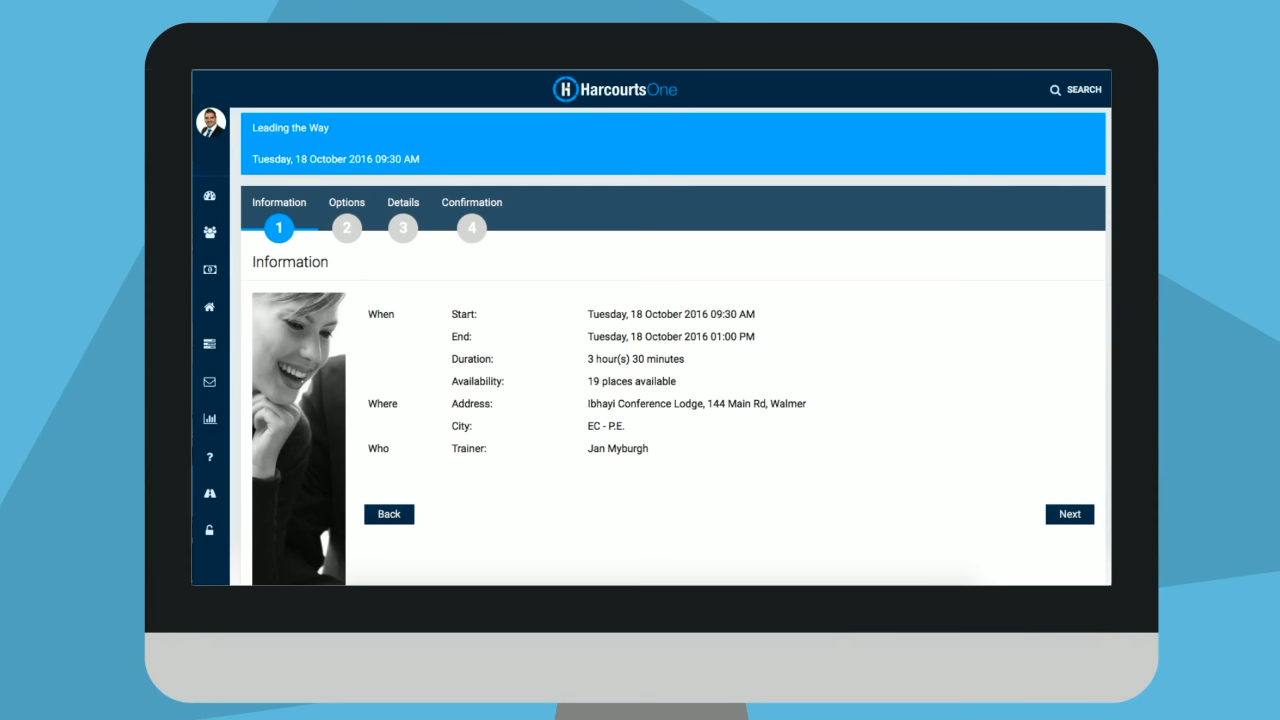 H HarcourtsOne
SEARCH
Leading the Way
Tuesday, 18 October 2016 09:30 AM
Information Options Details Confirmation
1 2 3 4
Information
When Start: Tuesday, 18 October 2016 09:30 AM
End: Tuesday, 18 October 2016 01:00 PM
Duration: 3 hour(s) 30 minutes
Availability: 19 places available
Where Address: Ibhayi Conference Lodge, 144 Main Rd, Walmer
City: EC - P.E.
Who Trainer: Jan Myburgh
Back Next